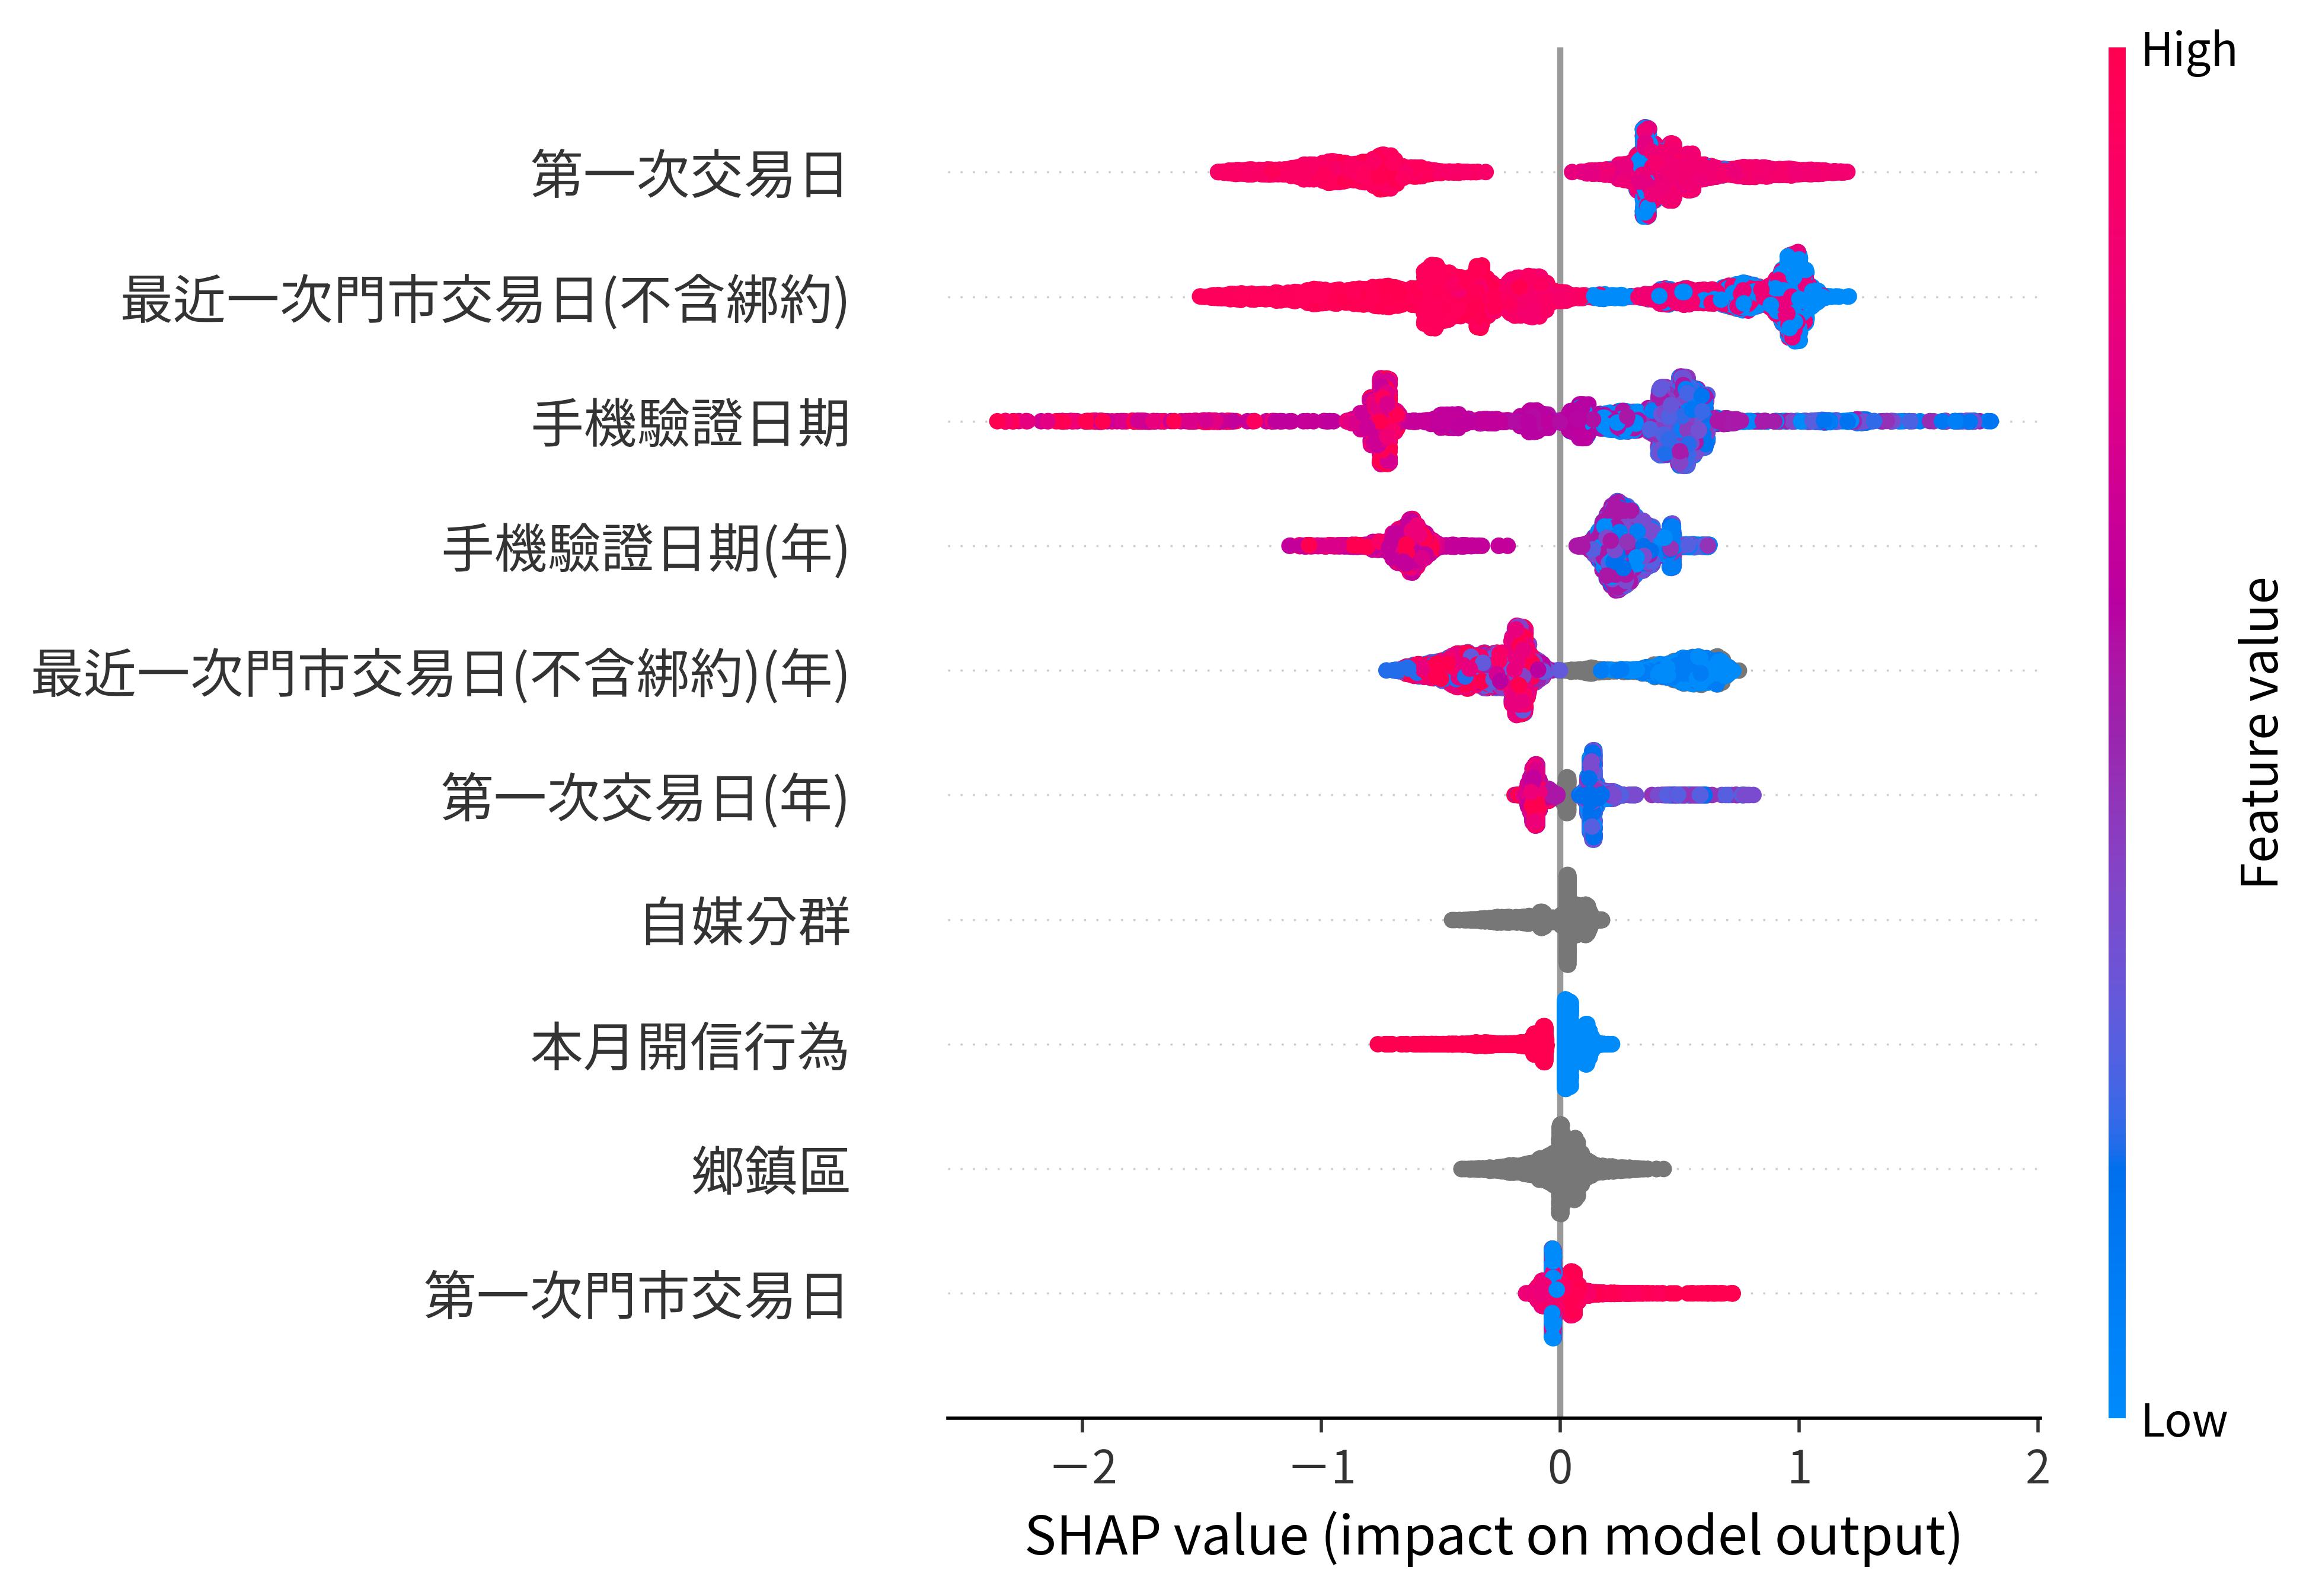 High
第一次交易日
最近一次門市交易日(不含綁約)
手機驗證日期
手機驗證日期(年)
最近一次門市交易日(不含綁約)(年)
第一次交易日(年)
自媒分群
本月開信行為
鄉鎮區
第一次門市交易日
Feature value
Low
−2 −1 0 1 2
SHAP value (impact on model output)